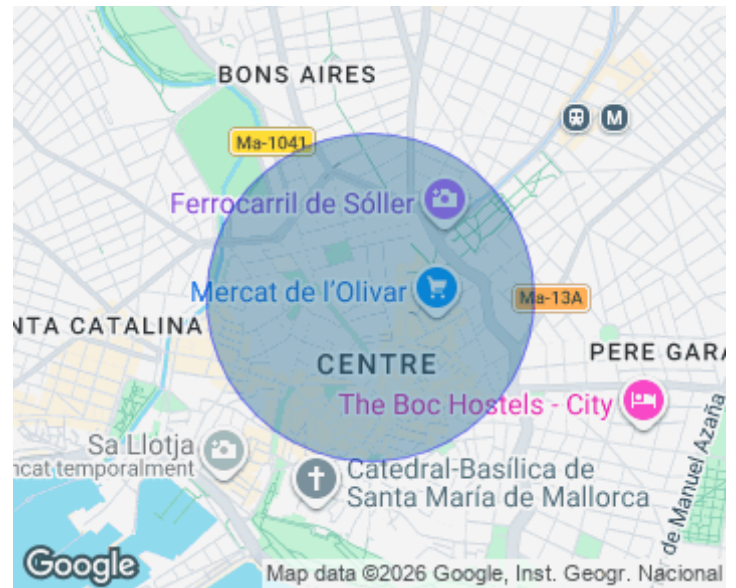 BONS AIRES
M
Ma-1041
Ferrocarril de Sóller
Mercat de l'Olivar
Ma-13A
NTA CATALINA
CENTRE
PERE GAR
The Boc Hostels - City
Sa Llotja
ncat temporalment
Catedral-Basílica de
Santa María de Mallorca
de Manuel Azaña
Google
Map data ©2026 Google, Inst. Geogr. Nacional